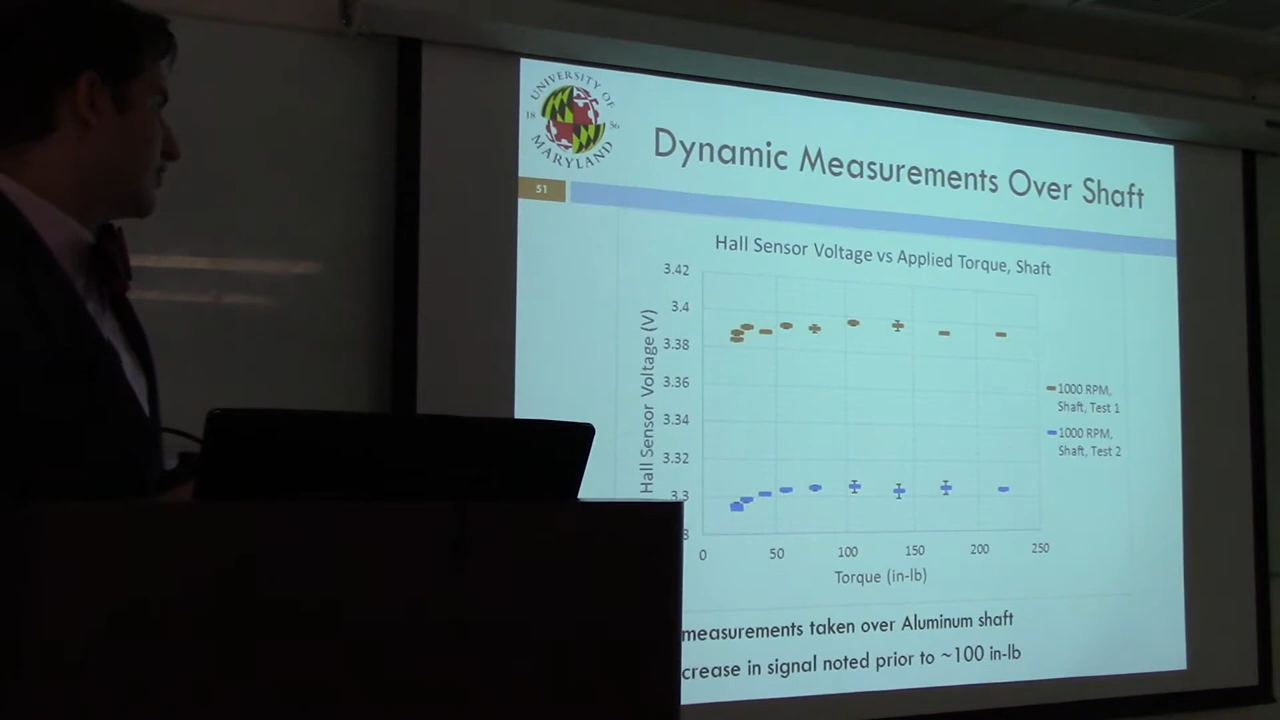 UNIVERSITY OF
18 56
MARYLAND
Dynamic Measurements Over Shaft
51
Hall Sensor Voltage vs Applied Torque, Shaft
3.42
3.4
3.38
3.36
3.34
3.32
3.3
8
Hall Sensor Voltage (V)
0 50 100 150 200 250
Torque (in-lb)
1000 RPM,
Shaft, Test 1
1000 RPM,
Shaft, Test 2
measurements taken over Aluminum shaft
crease in signal noted prior to ~100 in-lb